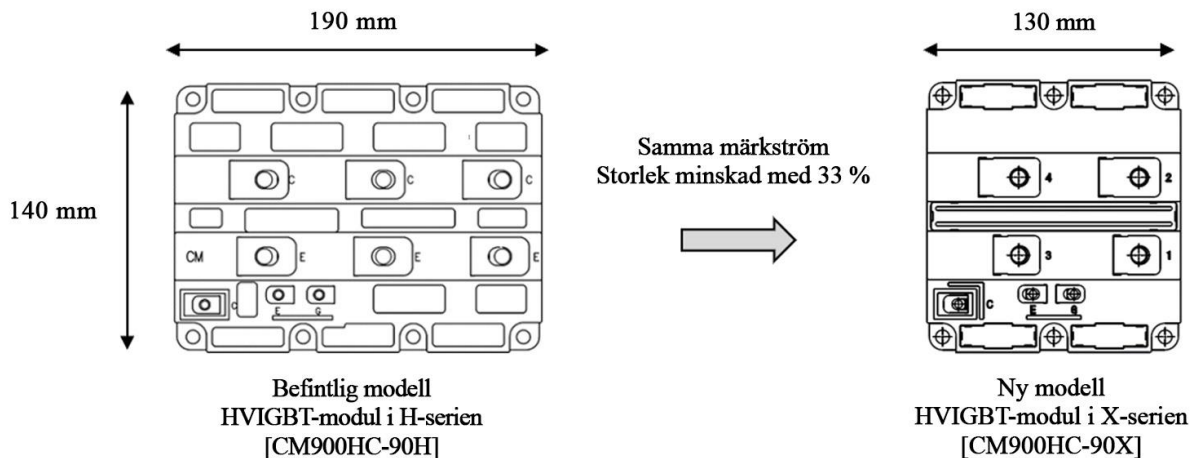 190 mm
130 mm
140 mm
C C C
CM E E E
C E G
Samma märkström
Storlek minskad med 33 %
4 2
3 1
C E G
Befintlig modell
HVIGBT-modul i H-serien
[CM900HC-90H]
Ny modell
HVIGBT-modul i X-serien
[CM900HC-90X]